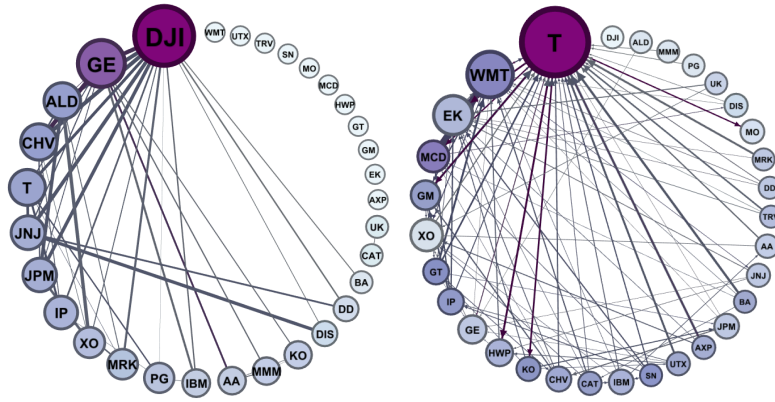 DJI
WMT
UTX
TRV
SN
MO
MCD
HWP
GT
GM
EK
AXP
UK
CAT
BA
DD
DIS
KO
MMM
AA
IBM
PG
MRK
XO
IP
JPM
JNJ
T
CHV
ALD
GE
T
DJI
ALD
MMM
PG
UK
DIS
MO
MRK
DD
TRV
AA
JNJ
BA
JPM
AXP
UTX
SN
IBM
CAT
CHV
KO
HWP
GE
IP
GT
XO
GM
MCD
EK
WMT